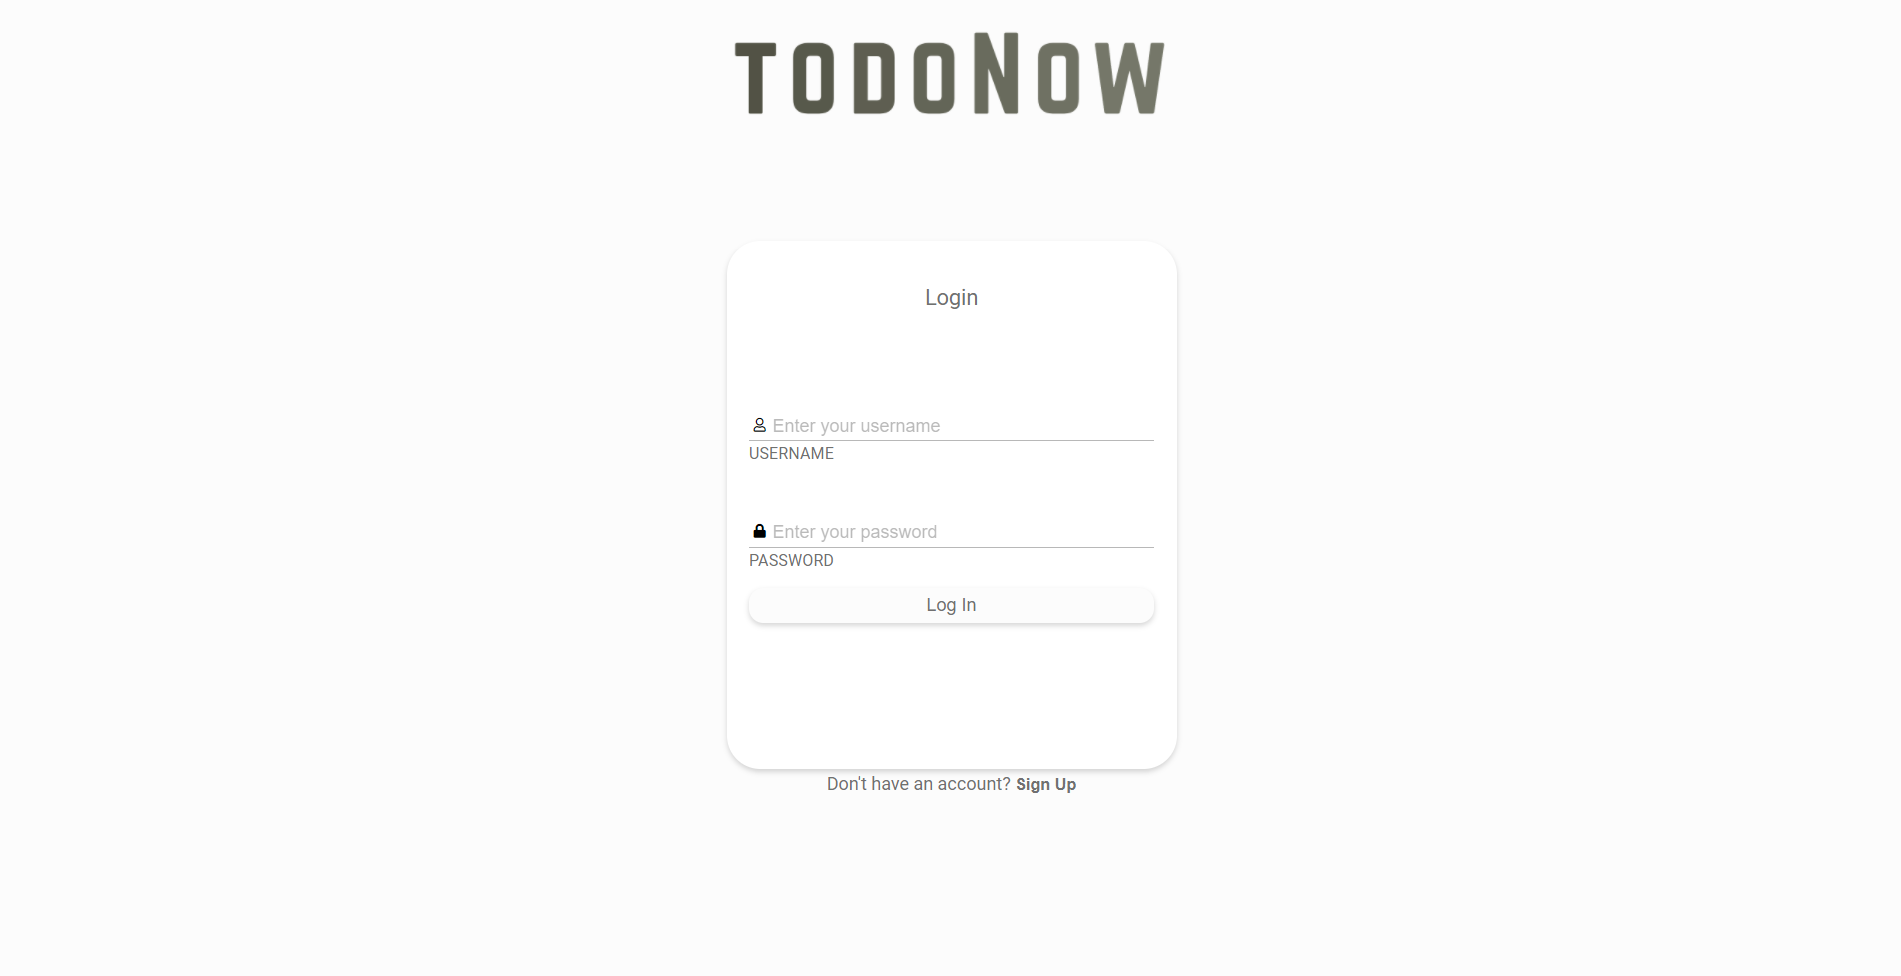 TODONOW
Login
Enter your username
USERNAME
Enter your password
PASSWORD
Log In
Don't have an account? Sign Up